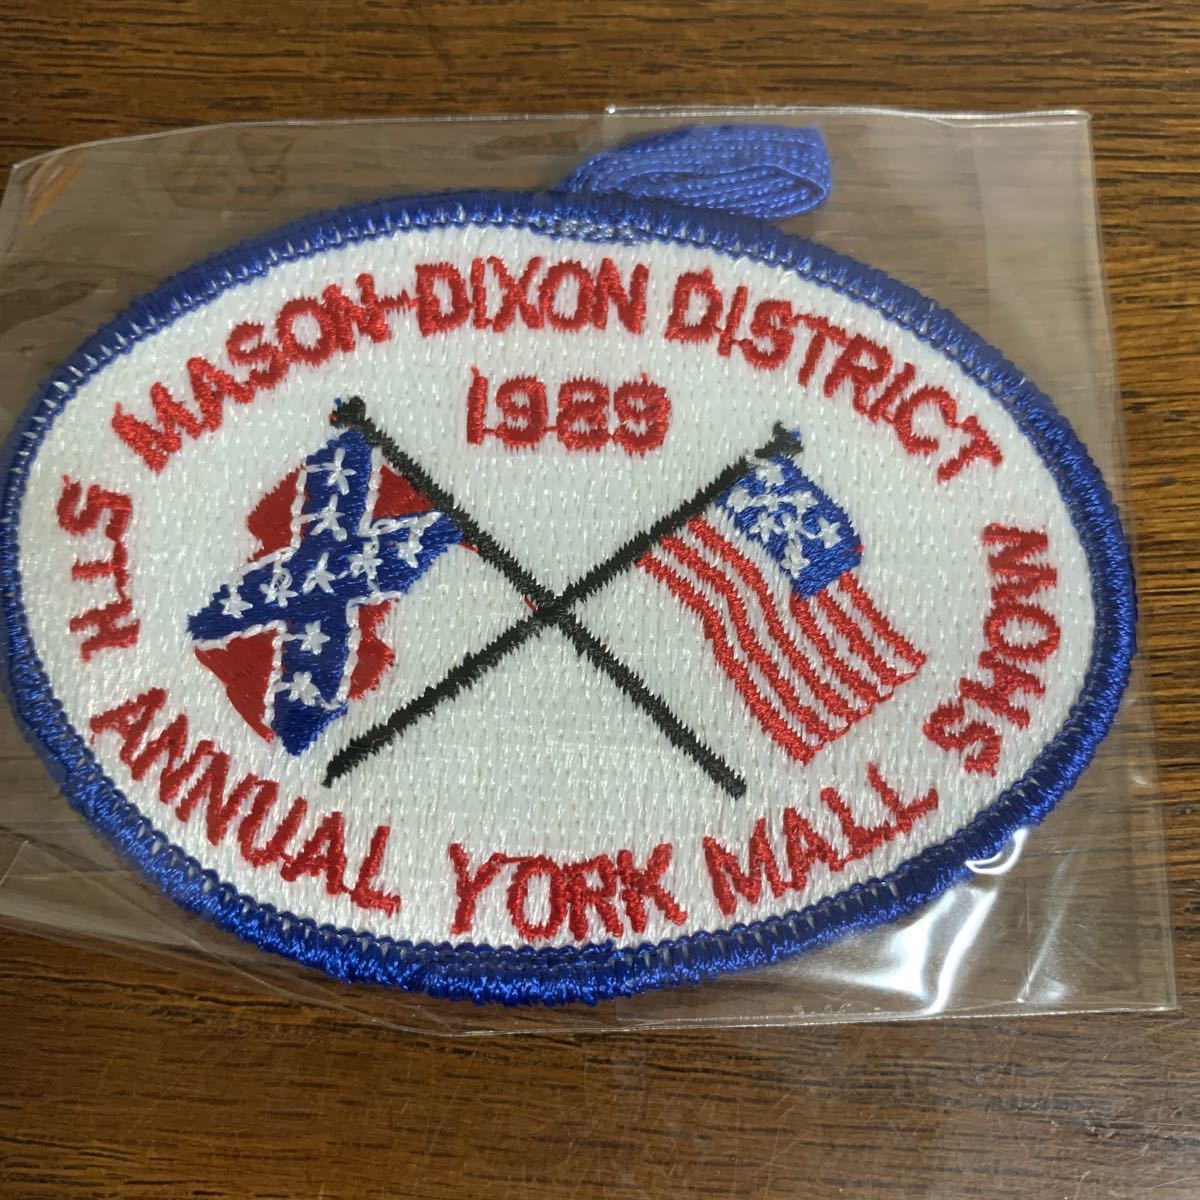 MASON-DIXON DISTRICT
1989
5TH ANNUAL YORK MALL SHOW